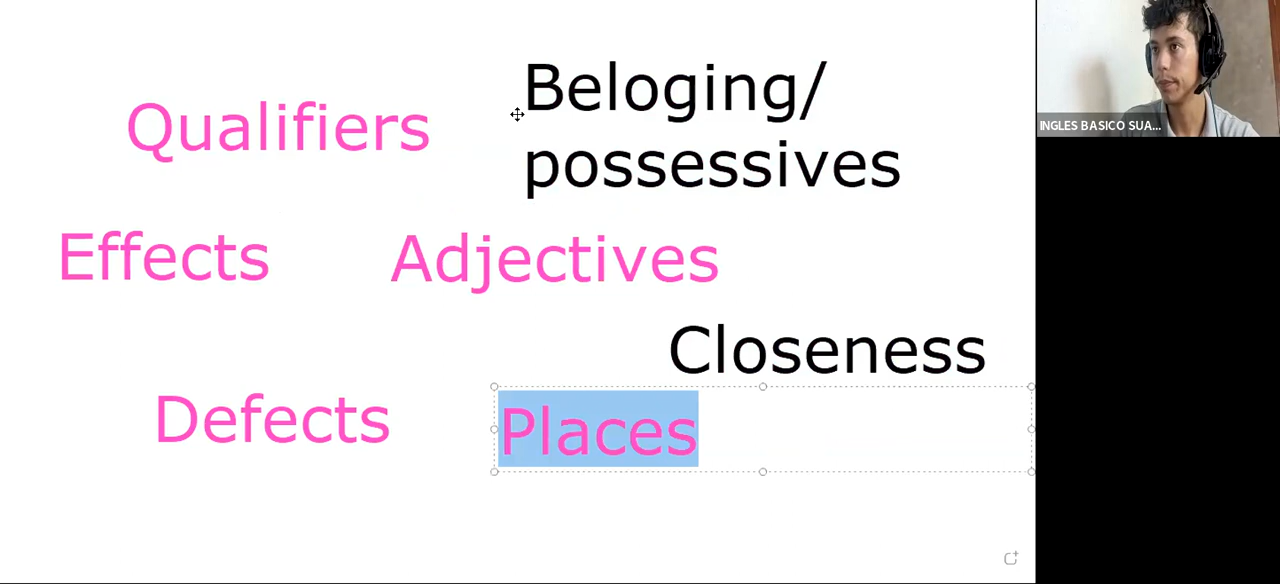 Beloging/
possessives
Qualifiers
Effects
Adjectives
Closeness
Defects
Places
INGLES BASICO SUA...